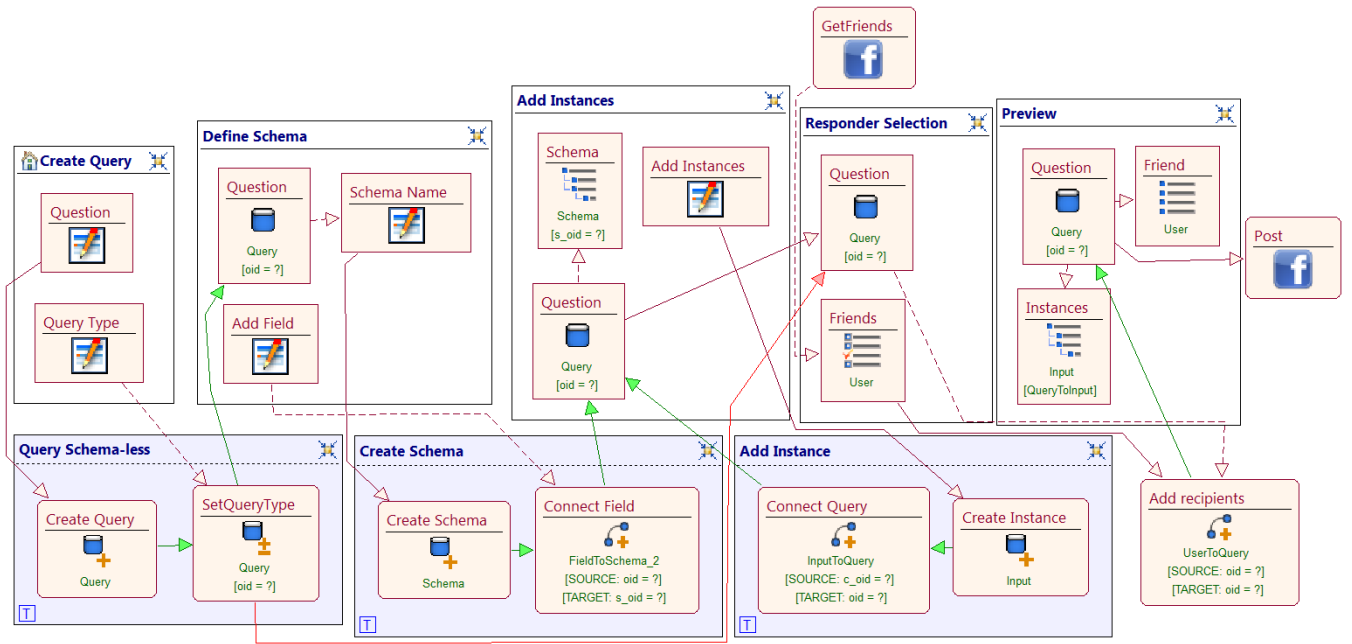 GetFriends
f
Create Query
Question
Query Type
Define Schema
Question
Query
[oid = ?]
Schema Name
Add Field
Add Instances
Schema
Schema
[s_oid = ?]
Add Instances
Question
Query
[oid = ?]
Responder Selection
Question
Query
[oid = ?]
Friends
User
Preview
Question
Query
[oid = ?]
Friend
User
Instances
Input
[QueryToInput]
Post
f
Query Schema-less
Create Query
Query
SetQueryType
Query
[oid = ?]
T
Create Schema
Create Schema
Schema
Connect Field
FieldToSchema_2
[SOURCE: oid = ?]
[TARGET: s_oid = ?]
T
Add Instance
Connect Query
InputToQuery
[SOURCE: c_oid = ?]
[TARGET: oid = ?]
Create Instance
Input
T
Add recipients
UserToQuery
[SOURCE: oid = ?]
[TARGET: oid = ?]